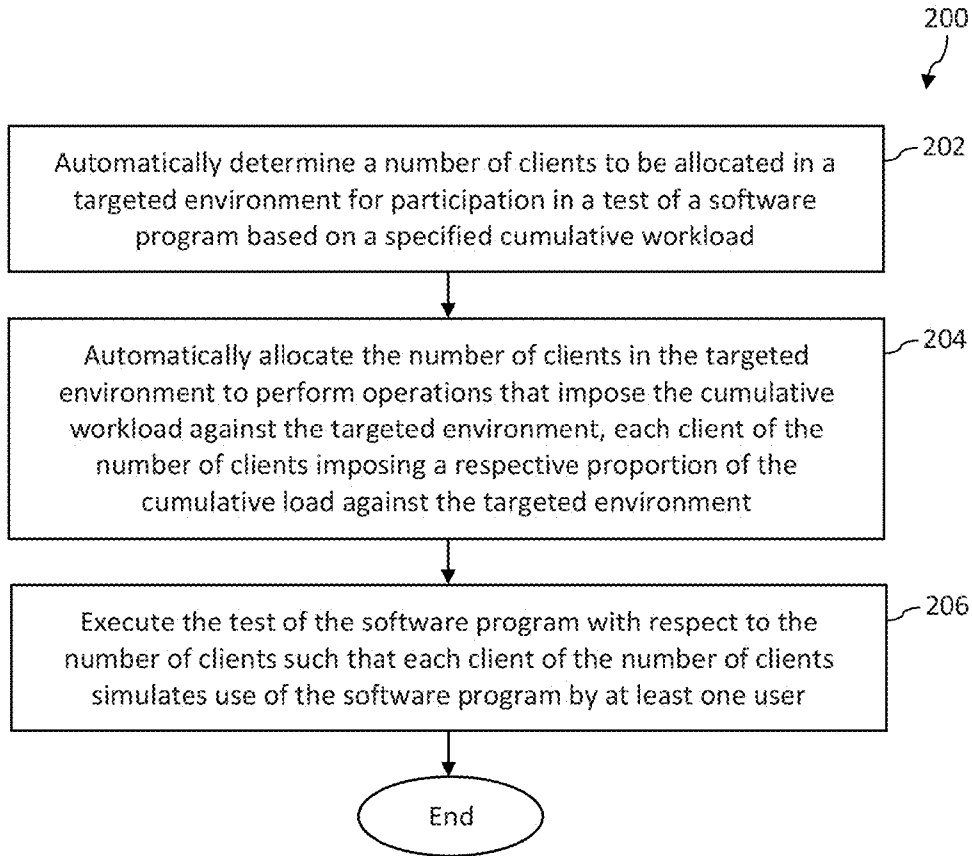 200
202
Automatically determine a number of clients to be allocated in a
targeted environment for participation in a test of a software
program based on a specified cumulative workload
204
Automatically allocate the number of clients in the targeted
environment to perform operations that impose the cumulative
workload against the targeted environment, each client of the
number of clients imposing a respective proportion of the
cumulative load against the targeted environment
206
Execute the test of the software program with respect to the
number of clients such that each client of the number of clients
simulates use of the software program by at least one user
End